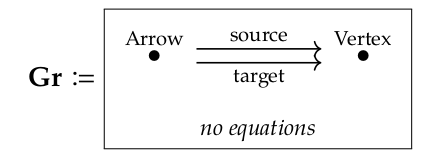 Arrow source Vertex
target
Gr :=
no equations